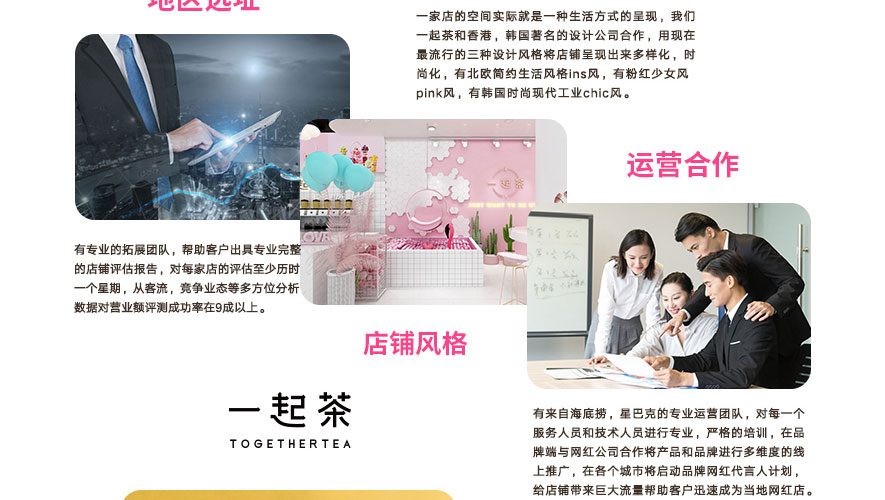 地区选址
一家店的空间实际就是一种生活方式的呈现，我们
一起茶和香港，韩国著名的设计公司合作，用现在
最流行的三种设计风格将店铺呈现出来多样化，时
尚化，有北欧简约生活风格ins风，有粉红少女风
pink风，有韩国时尚现代工业chic风。
一起茶
运营合作
有专业的拓展团队，帮助客户出具专业完整
的店铺评估报告，对每家店的评估至少历时
一个星期，从客流，竞争业态等多方位分析
数据对营业额评测成功率在9成以上。
店铺风格
一起茶
TOGETHERTEA
有来自海底捞，星巴克的专业运营团队，对每一个
服务人员和技术人员进行专业，严格的培训，在品
牌端与网红公司合作将产品和品牌进行多维度的线
上推广，在各个城市将启动品牌网红代言人计划，
给店铺带来巨大流量帮助客户迅速成为当地网红店。